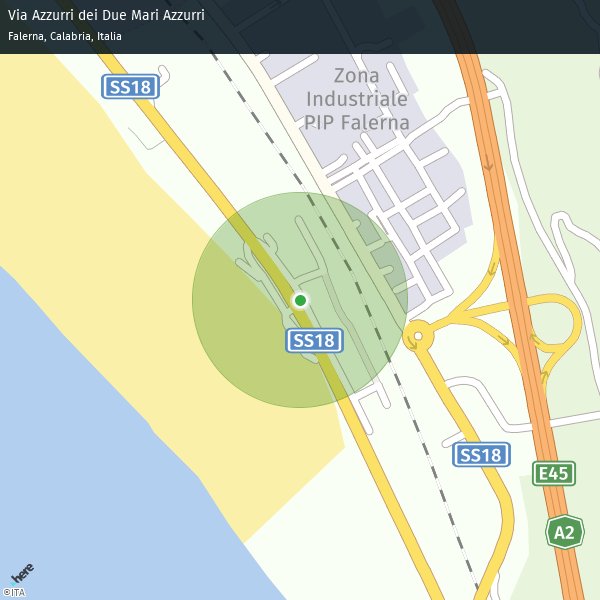 Via Azzurri dei Due Mari Azzurri
Falerna, Calabria, Italia
SS18
Zona
Industriale
PIP Falerna
SS18
SS18
E45
A2
here
©ITA